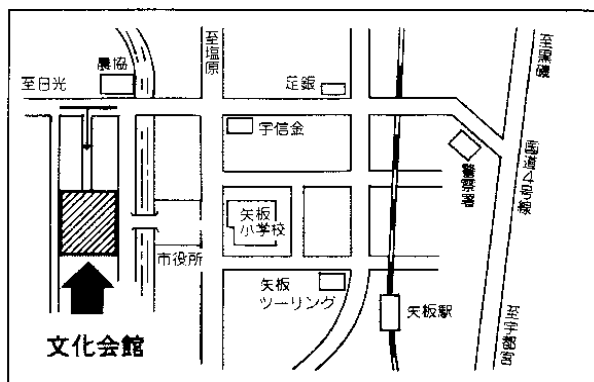 至塩原
至黒磯
農協
至日光
足銀
宇信金
警察署
国道4号線
矢板
小学校
市役所
矢板
ツーリング
矢板駅
至宇都宮
文化会館